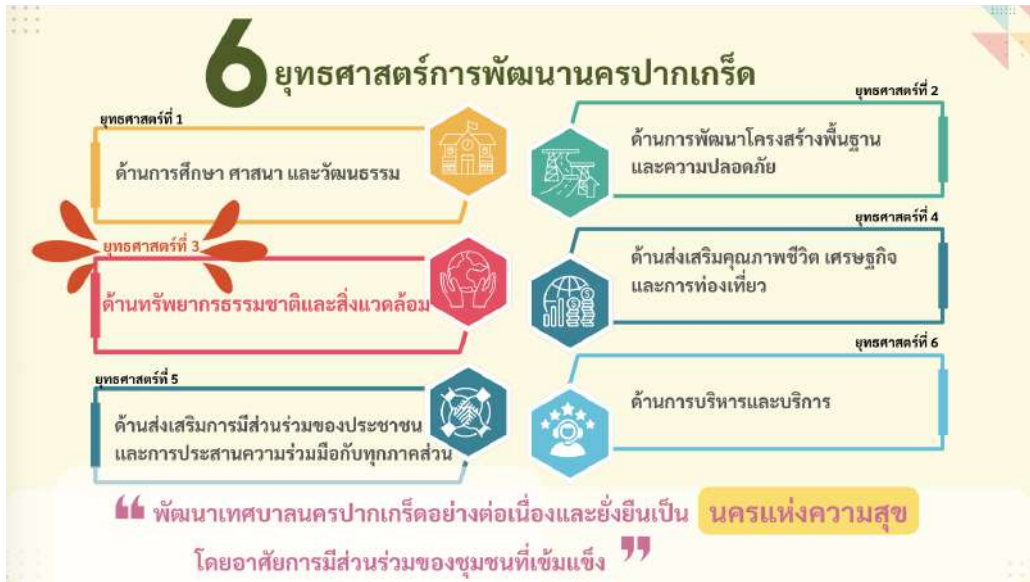 6 ยุทธศาสตร์การพัฒนานครปากเกร็ด
ยุทธศาสตร์ที่ 1
ด้านการศึกษา ศาสนา และวัฒนธรรม
ยุทธศาสตร์ที่ 2
ด้านการพัฒนาโครงสร้างพื้นฐาน
และความปลอดภัย
ยุทธศาสตร์ที่ 3
ด้านทรัพยากรธรรมชาติและสิ่งแวดล้อม
ยุทธศาสตร์ที่ 4
ด้านส่งเสริมคุณภาพชีวิต เศรษฐกิจ
และการท่องเที่ยว
ยุทธศาสตร์ที่ 5
ด้านส่งเสริมการมีส่วนร่วมของประชาชน
และการประสานความร่วมมือกับทุกภาคส่วน
ยุทธศาสตร์ที่ 6
ด้านการบริหารและบริการ
❝ พัฒนาเทศบาลนครปากเกร็ดอย่างต่อเนื่องและยั่งยืนเป็น นครแห่งความสุข
โดยอาศัยการมีส่วนร่วมของชุมชนที่เข้มแข็ง ❞